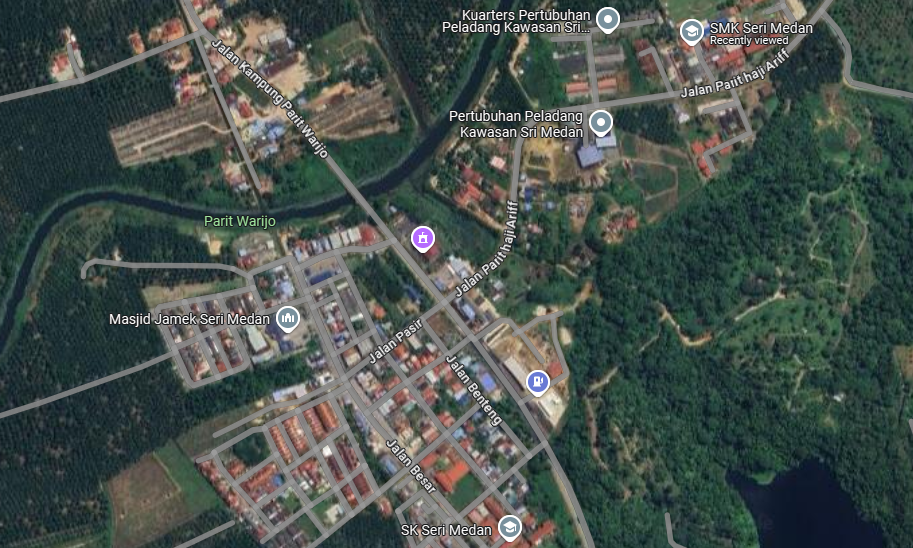 Kuarters Pertubuhan
Peladang Kawasan Sri...
SMK Seri Medan
Recently viewed
Jalan Kampung Parit Warijo
Jalan Parit haji Ariff
Pertubuhan Peladang
Kawasan Sri Medan
Parit Warijo
Jalan Parit haji Ariff
Masjid Jamek Seri Medan
Jalan Pasir
Jalan Benteng
Jalan Besar
SK Seri Medan